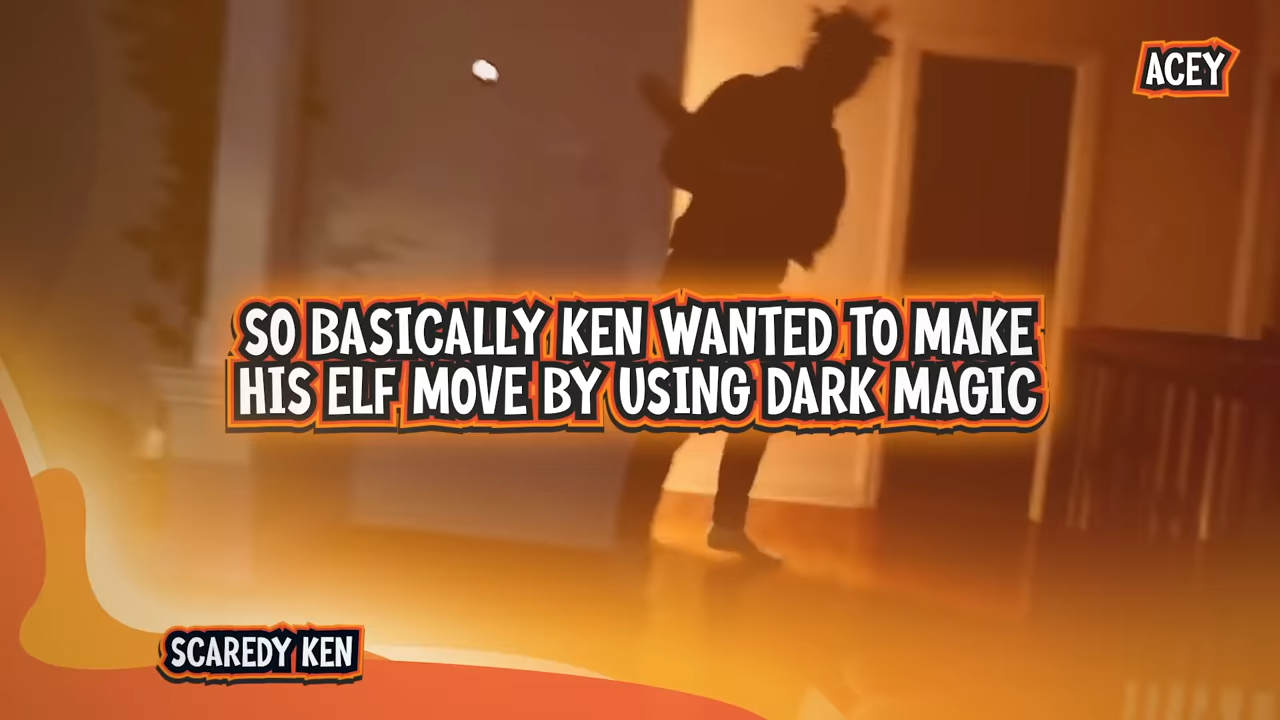 ACEY
SO BASICALLY KEN WANTED TO MAKE
HIS ELF MOVE BY USING DARK MAGIC
SCAREDY KEN